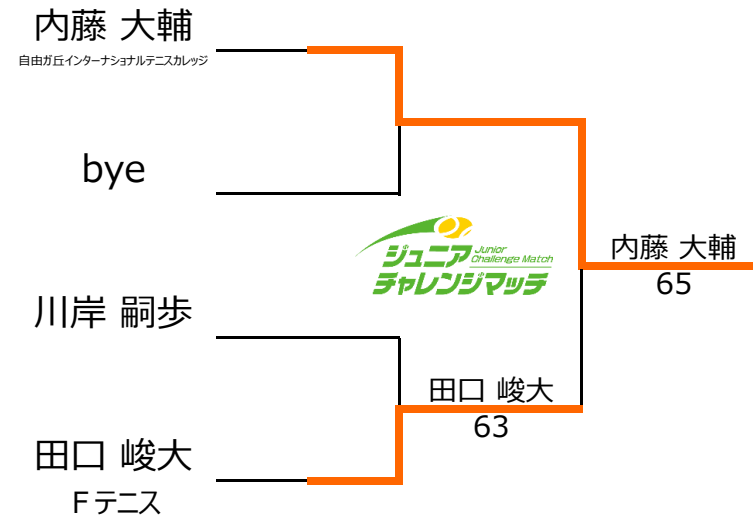 内藤 大輔
自由ガ丘インターナショナルテニスカレッジ
bye
川岸 嗣歩
田口 峻大
Fテニス
ジュニア Junior Challenge Match
チャレンジマッチ
田口 峻大
63
内藤 大輔
65